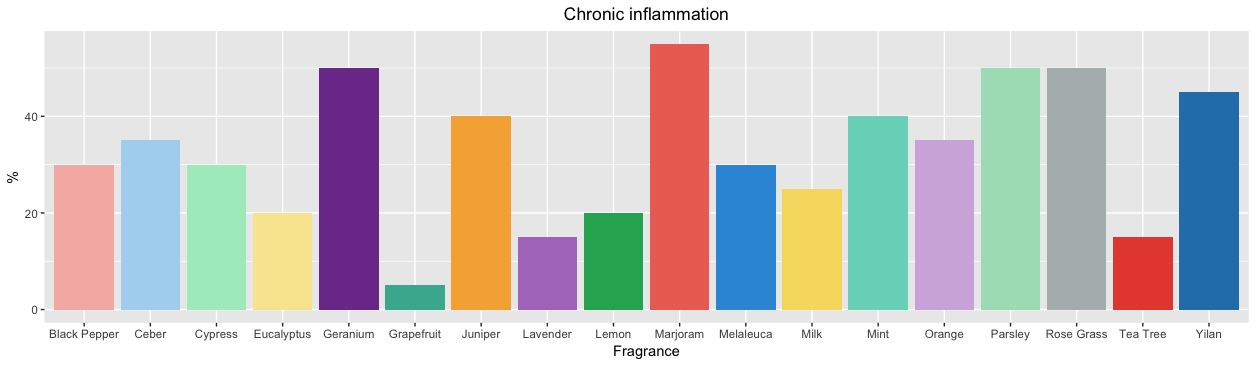 Chronic inflammation
%
40
20
0
Black Pepper Ceber Cypress Eucalyptus Geranium Grapefruit Juniper Lavender Lemon Marjoram Melaleuca Milk Mint Orange Parsley Rose Grass Tea Tree Yilan
Fragrance